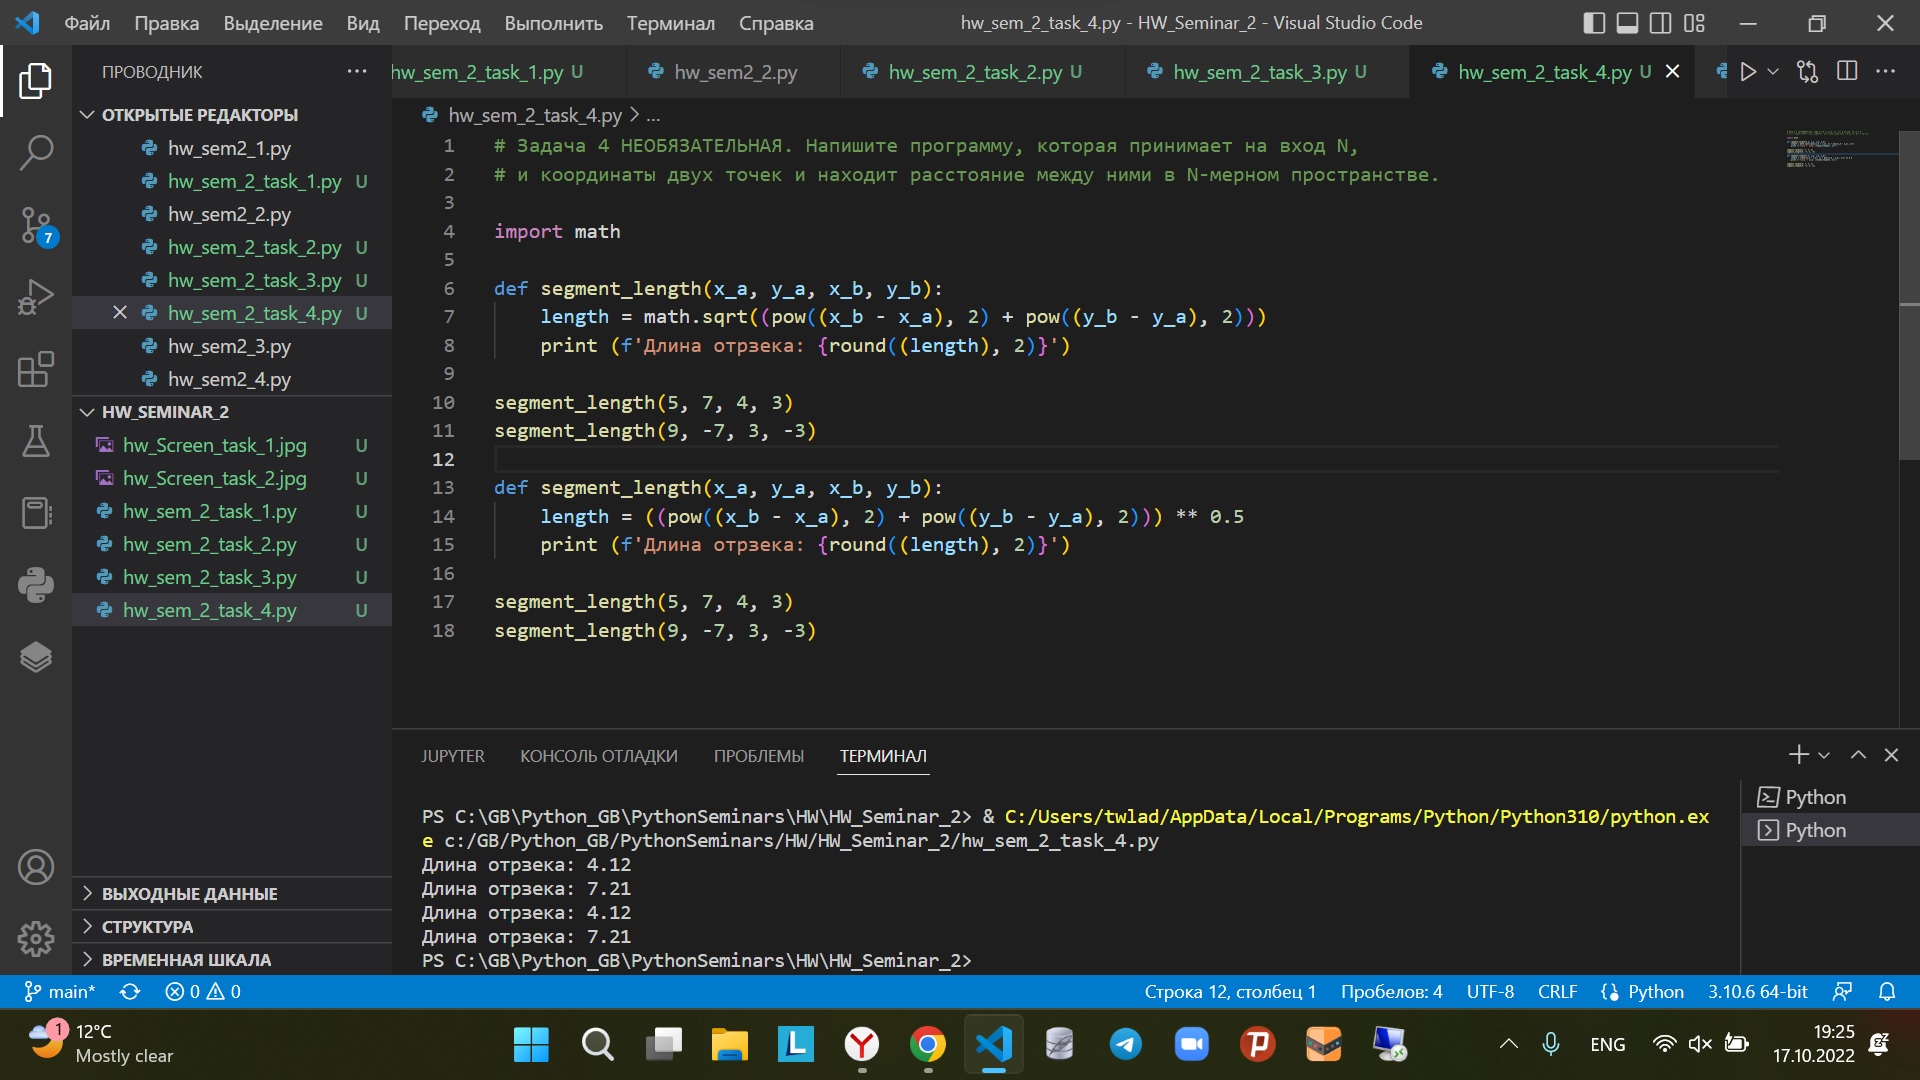 Файл Правка Выделение Вид Переход Выполнить Терминал Справка hw_sem_2_task_4.py - HW_Seminar_2 - Visual Studio Code
ПРОВОДНИК
hw_sem_2_task_1.py U hw_sem2_2.py hw_sem_2_task_2.py U hw_sem_2_task_3.py U hw_sem_2_task_4.py U
ОТКРЫТЫЕ РЕДАКТОРЫ
hw_sem2_1.py
hw_sem_2_task_1.py U
hw_sem2_2.py
hw_sem_2_task_2.py U
hw_sem_2_task_3.py U
hw_sem_2_task_4.py U
hw_sem2_3.py
hw_sem2_4.py
HW_SEMINAR_2
hw_Screen_task_1.jpg U
hw_Screen_task_2.jpg U
hw_sem_2_task_1.py U
hw_sem_2_task_2.py U
hw_sem_2_task_3.py U
hw_sem_2_task_4.py U
ВЫХОДНЫЕ ДАННЫЕ
СТРУКТУРА
ВРЕМЕННАЯ ШКАЛА
7
hw_sem_2_task_4.py > ...
1 # Задача 4 НЕОБЯЗАТЕЛЬНАЯ. Напишите программу, которая принимает на вход N,
2 # и координаты двух точек и находит расстояние между ними в N-мерном пространстве.
3
4 import math
5
6 def segment_length(x_a, y_a, x_b, y_b):
7 length = math.sqrt((pow((x_b - x_a), 2) + pow((y_b - y_a), 2)))
8 print (f'Длина отрзека: {round((length), 2)}')
9
10 segment_length(5, 7, 4, 3)
11 segment_length(9, -7, 3, -3)
12
13 def segment_length(x_a, y_a, x_b, y_b):
14 length = ((pow((x_b - x_a), 2) + pow((y_b - y_a), 2))) ** 0.5
15 print (f'Длина отрзека: {round((length), 2)}')
16
17 segment_length(5, 7, 4, 3)
18 segment_length(9, -7, 3, -3)
JUPYTER КОНСОЛЬ ОТЛАДКИ ПРОБЛЕМЫ ТЕРМИНАЛ
PS C:\GB\Python_GB\PythonSeminars\HW\HW_Seminar_2> & C:/Users/twlad/AppData/Local/Programs/Python/Python310/python.ex
e c:/GB/Python_GB/PythonSeminars/HW/HW_Seminar_2/hw_sem_2_task_4.py
Длина отрзека: 4.12
Длина отрзека: 7.21
Длина отрзека: 4.12
Длина отрзека: 7.21
PS C:\GB\Python_GB\PythonSeminars\HW\HW_Seminar_2>
Python
Python
main* 0 0 Строка 12, столбец 1 Пробелов: 4 UTF-8 CRLF Python 3.10.6 64-bit
1
12°C
Mostly clear
L
ENG
19:25
17.10.2022